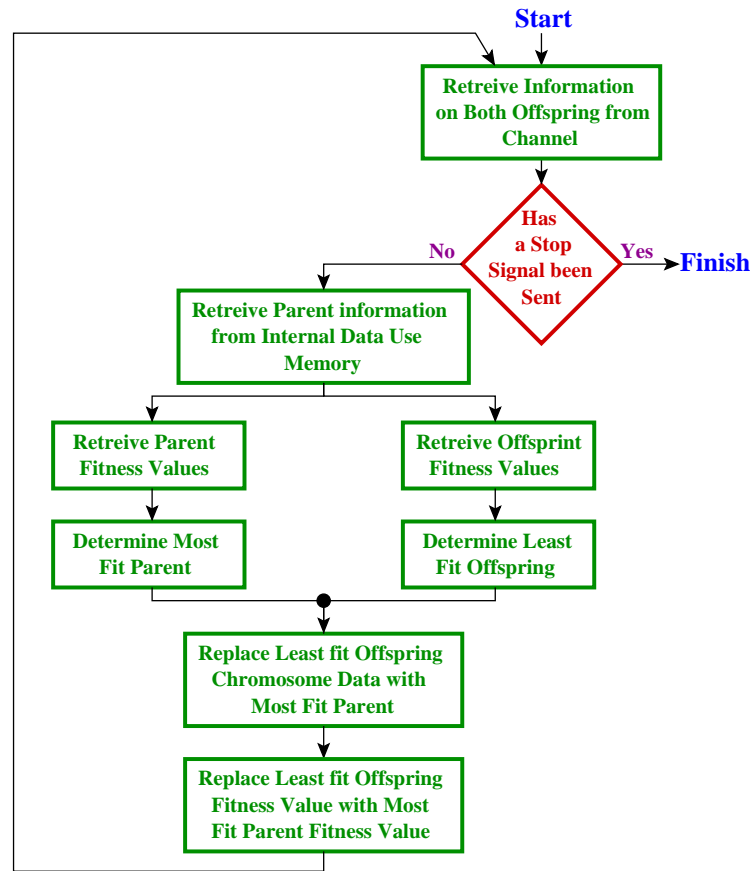 Start
Retreive Information
on Both Offspring from
Channel
Has
a Stop
Signal been
Sent
No
Yes
Finish
Retreive Parent information
from Internal Data Use
Memory
Retreive Parent
Fitness Values
Retreive Offsprint
Fitness Values
Determine Most
Fit Parent
Determine Least
Fit Offspring
Replace Least fit Offspring
Chromosome Data with
Most Fit Parent
Replace Least fit Offspring
Fitness Value with Most
Fit Parent Fitness Value